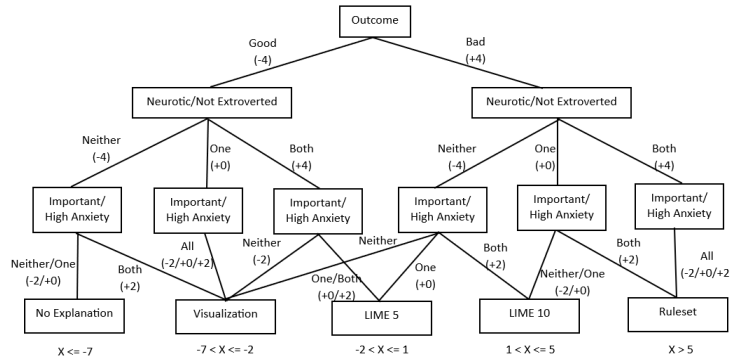 Outcome
Good
(-4)
Bad
(+4)
Neurotic/Not Extroverted
Neurotic/Not Extroverted
Neither
(-4)
One
(+0)
Both
(+4)
Neither
(-4)
One
(+0)
Both
(+4)
Important/
High Anxiety
Important/
High Anxiety
Important/
High Anxiety
Important/
High Anxiety
Important/
High Anxiety
Important/
High Anxiety
Neither/One
(-2/+0)
Both
(+2)
All
(-2/+0/+2)
Neither
(-2)
One/Both
(+0/+2)
Neither
One
(+0)
Both
(+2)
Neither/One
(-2/+0)
Both
(+2)
All
(-2/+0/+2
No Explanation
Visualization
LIME 5
LIME 10
Ruleset
X <= -7
-7 < X <= -2
-2 < X <= 1
1 < X <= 5
X > 5